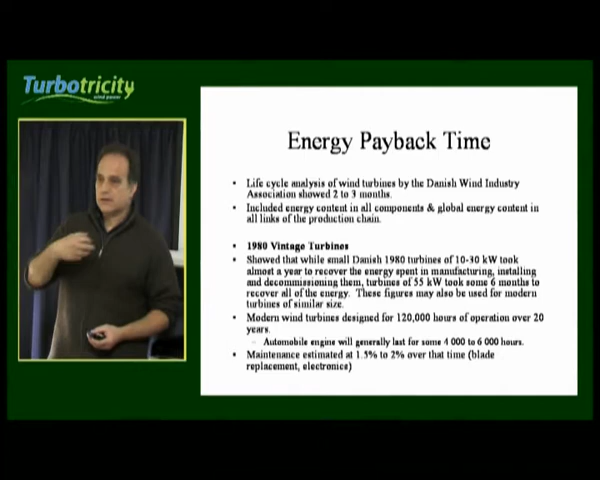 Turbotricity
wind power
Energy Payback Time
• Life cycle analysis of wind turbines by the Danish Wind Industry
Association showed 2 to 3 months.
• Included energy content in all components & global energy content in
all links of the production chain.
• 1980 Vintage Turbines
• Showed that while small Danish 1980 turbines of 10-30 kW took
almost a year to recover the energy spent in manufacturing, installing
and decommissioning them, turbines of 55 kW took some 6 months to
recover all of the energy. These figures may also be used for modern
turbines of similar size.
• Modern wind turbines designed for 120,000 hours of operation over 20
years.
– Automobile engine will generally last for some 4 000 to 6 000 hours.
• Maintenance estimated at 1.5% to 2% over that time (blade
replacement, electronics)